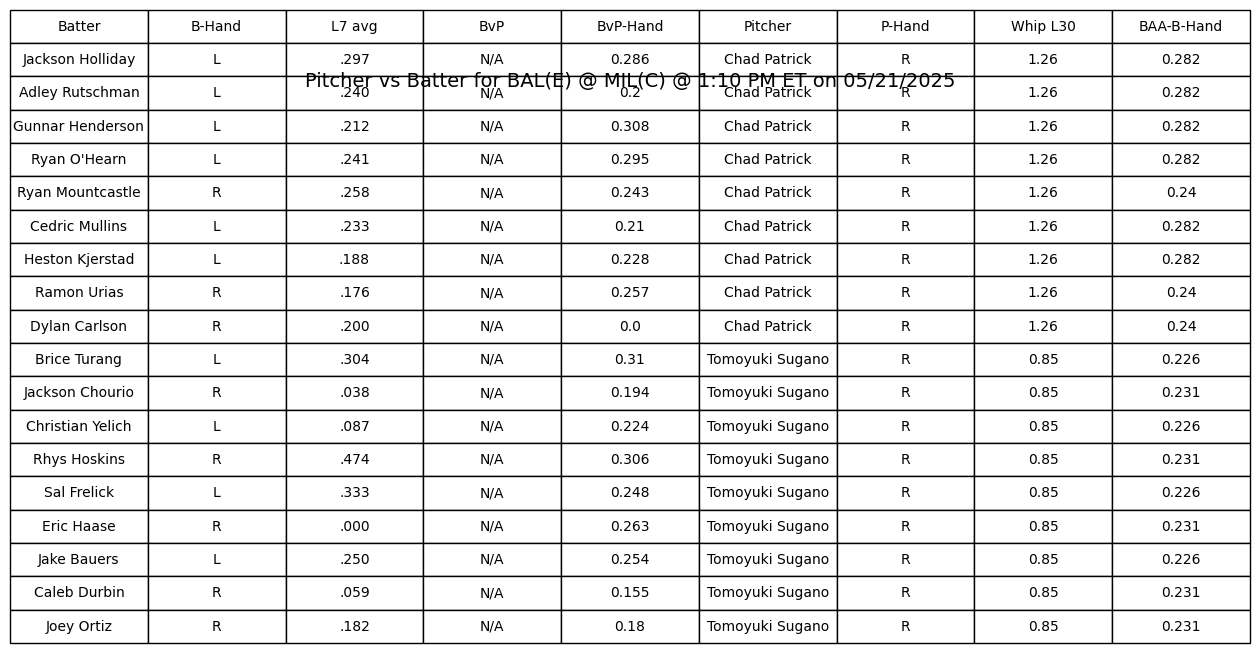 Batter B-Hand L7 avg BvP BvP-Hand Pitcher P-Hand Whip L30 BAA-B-Hand
Jackson Holliday L .297 N/A 0.286 Chad Patrick R 1.26 0.282
Pitcher vs Batter for BAL(E) @ MIL(C) @ 1:10 PM ET on 05/21/2025
Adley Rutschman L .240 N/A 0.2 Chad Patrick R 1.26 0.282
Gunnar Henderson L .212 N/A 0.308 Chad Patrick R 1.26 0.282
Ryan O'Hearn L .241 N/A 0.295 Chad Patrick R 1.26 0.282
Ryan Mountcastle R .258 N/A 0.243 Chad Patrick R 1.26 0.24
Cedric Mullins L .233 N/A 0.21 Chad Patrick R 1.26 0.282
Heston Kjerstad L .188 N/A 0.228 Chad Patrick R 1.26 0.282
Ramon Urias R .176 N/A 0.257 Chad Patrick R 1.26 0.24
Dylan Carlson R .200 N/A 0.0 Chad Patrick R 1.26 0.24
Brice Turang L .304 N/A 0.31 Tomoyuki Sugano R 0.85 0.226
Jackson Chourio R .038 N/A 0.194 Tomoyuki Sugano R 0.85 0.231
Christian Yelich L .087 N/A 0.224 Tomoyuki Sugano R 0.85 0.226
Rhys Hoskins R .474 N/A 0.306 Tomoyuki Sugano R 0.85 0.231
Sal Frelick L .333 N/A 0.248 Tomoyuki Sugano R 0.85 0.226
Eric Haase R .000 N/A 0.263 Tomoyuki Sugano R 0.85 0.231
Jake Bauers L .250 N/A 0.254 Tomoyuki Sugano R 0.85 0.226
Caleb Durbin R .059 N/A 0.155 Tomoyuki Sugano R 0.85 0.231
Joey Ortiz R .182 N/A 0.18 Tomoyuki Sugano R 0.85 0.231